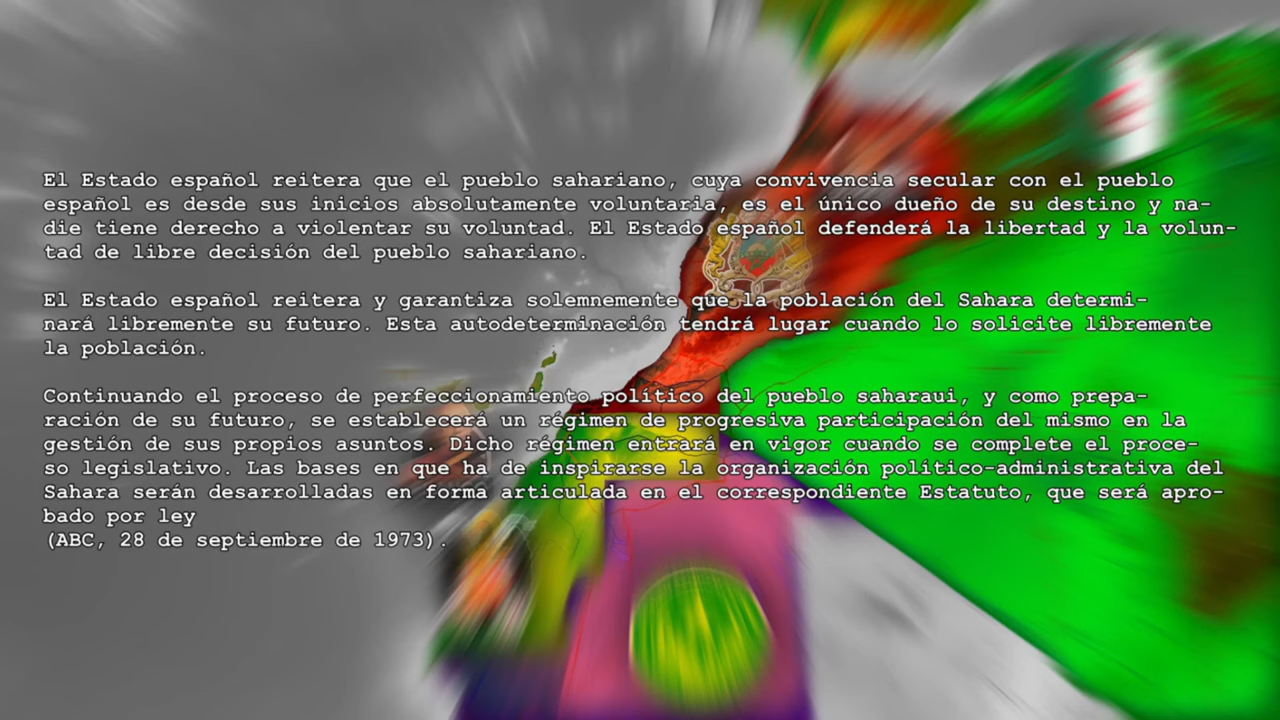 El Estado español reitera que el pueblo sahariano, cuya convivencia secular con el pueblo
español es desde sus inicios absolutamente voluntaria, es el único dueño de su destino y na-
die tiene derecho a violentar su voluntad. El Estado español defenderá la libertad y la volun-
tad de libre decisión del pueblo sahariano.
El Estado español reitera y garantiza solemnemente que la población del Sahara determi-
nará libremente su futuro. Esta autodeterminación tendrá lugar cuando lo solicite libremente
la población.
Continuando el proceso de perfeccionamiento político del pueblo saharaui, y como prepa-
ración de su futuro, se establecerá un régimen de progresiva participación del mismo en la
gestión de sus propios asuntos. Dicho régimen entrará en vigor cuando se complete el proce-
so legislativo. Las bases en que ha de inspirarse la organización político-administrativa del
Sahara serán desarrolladas en forma articulada en el correspondiente Estatuto, que será apro-
bado por ley
(ABC, 28 de septiembre de 1973).